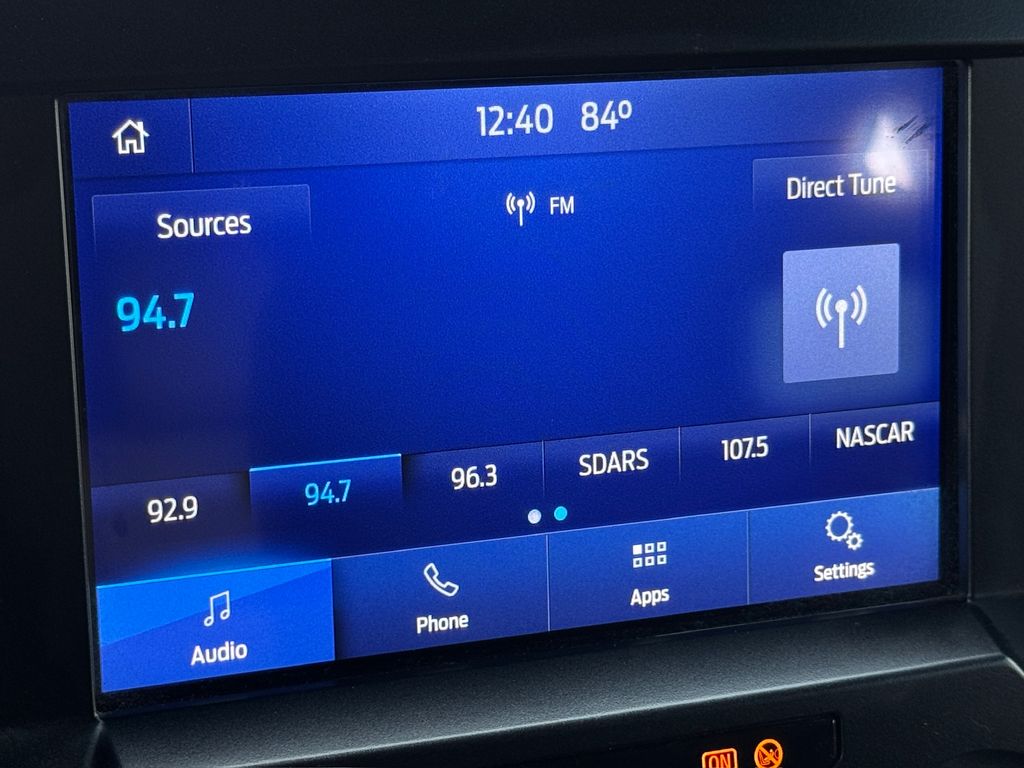 12:40 84°
Sources
FM
Direct Tune
94.7
92.9
94.7
96.3
SDARS
107.5
NASCAR
Audio
Phone
Apps
Settings
ON